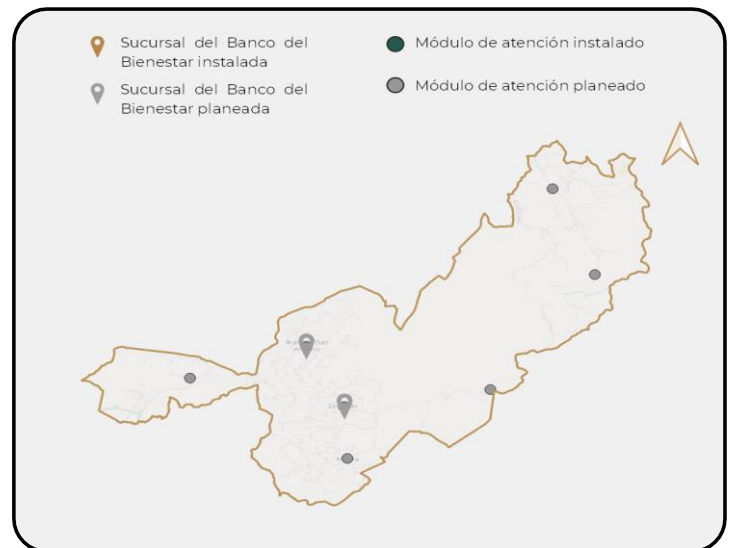 Sucursal del Banco del
Bienestar instalada
Módulo de atención instalado
Sucursal del Banco del
Bienestar planeada
Módulo de atención planeado